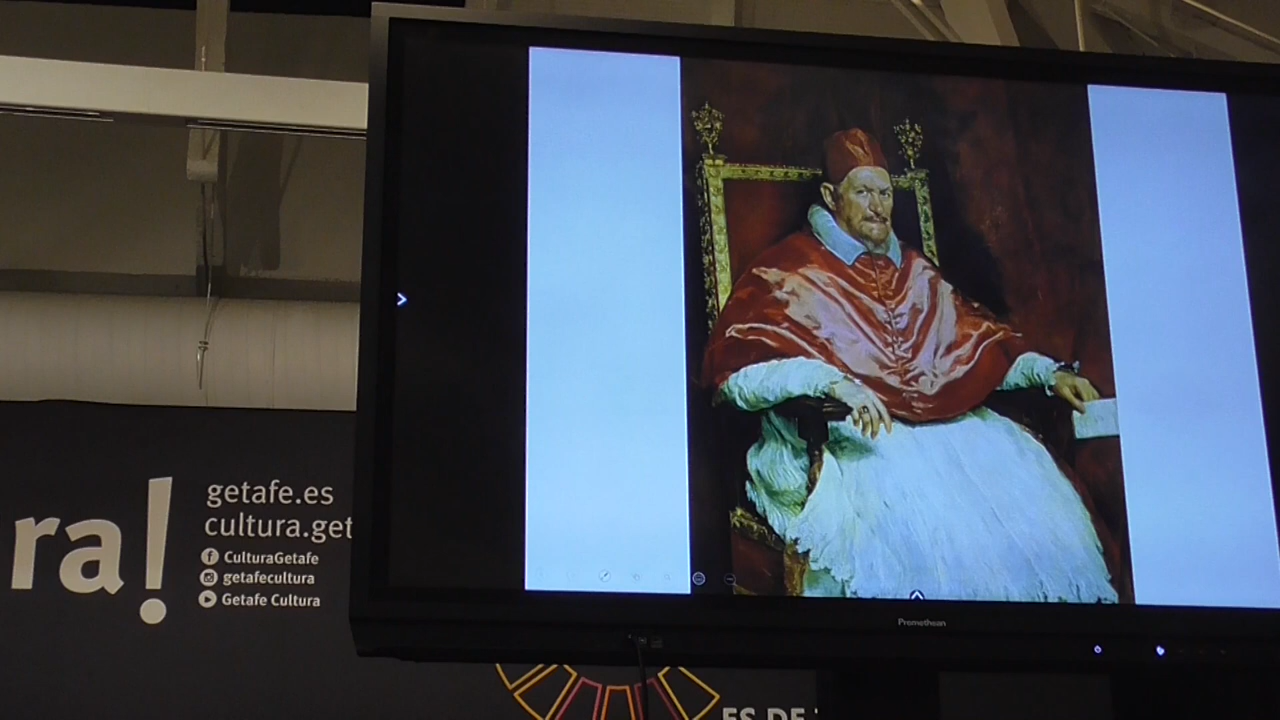 ra!
getafe.es
cultura.get
CulturaGetafe
getafecultura
Getafe Cultura
Promethean
ES DE